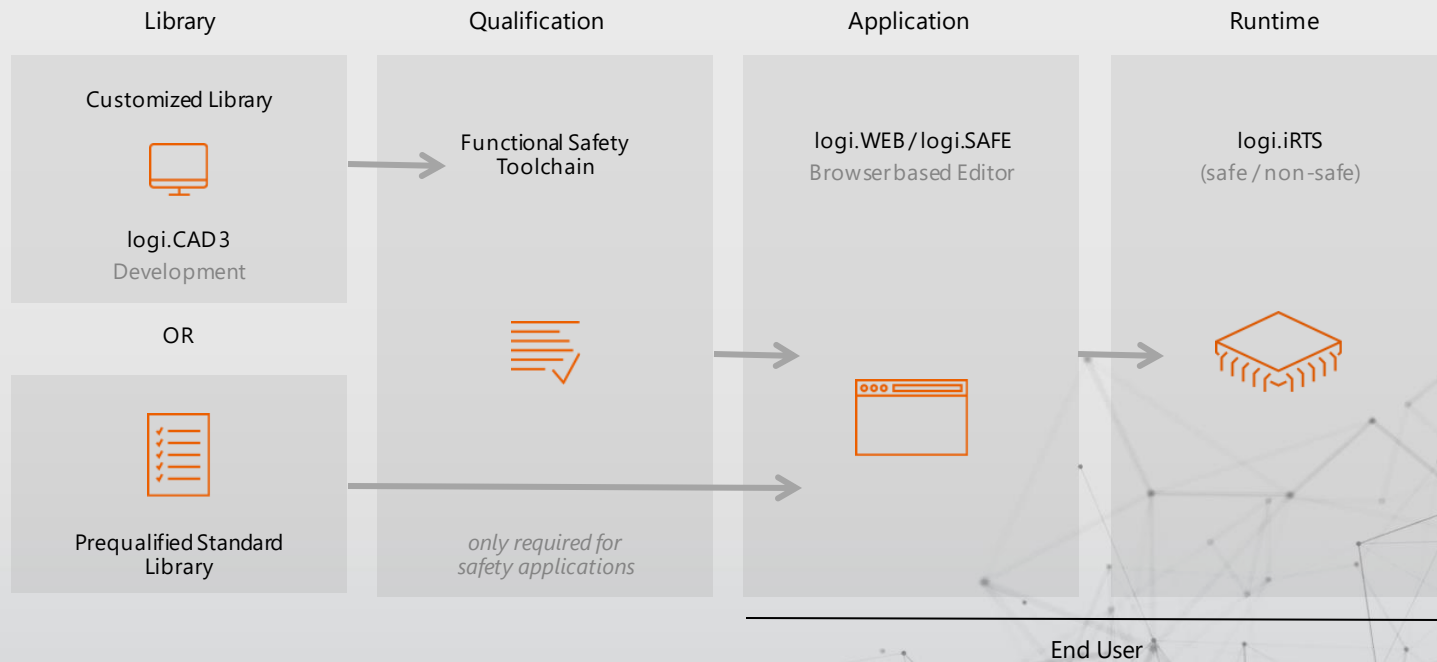 Library
Qualification
Application
Runtime
Customized Library
logi.CAD 3
Development
OR
Prequalified Standard
Library
Functional Safety
Toolchain
only required for
safety applications
logi.WEB / logi.SAFE
Browser based Editor
logi.iRTS
(safe / non-safe)
End User